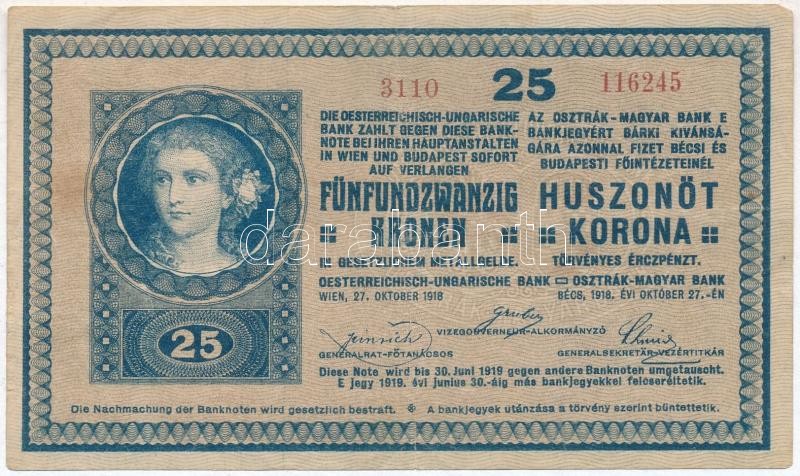 3110 25 116245
DIE OESTERREICHISCH-UNGARISCHE
BANK ZAHLT GEGEN DIESE BANK-
NOTE BEI IHREN HAUPTANSTALTEN
IN WIEN UND BUDAPEST SOFORT
AUF VERLANGEN
FÜNFUNDZWANZIG
KRONEN
IN GESETZLICHEM METALLGELDE.
OESTERREICHISCH-UNGARISCHE BANK
WIEN, 27. OKTOBER 1918
AZ OSZTRÁK-MAGYAR BANK E
BANKJEGYÉRT BÁRKI KIVÁNSÁ-
GÁRA AZONNAL FIZET BÉCSI ÉS
BUDAPESTI FŐINTÉZETEINÉL
HUSZONÖT
KORONA
TÖRVÉNYES ÉRCZPÉNZT.
OSZTRÁK-MAGYAR BANK
BÉCS, 1918. ÉVI OKTÓBER 27.-ÉN
darabanth
25
Gruber
VIZEGOUVERNEUR-ALKORMÁNYZÓ
GENERALRAT-FŐTANÁCSOS
GENERALSEKRETÄR-VEZÉRTITKÁR
Diese Note wird bis 30. Juni 1919 gegen andere Banknoten umgetauscht.
E jegy 1919. évi junius 30.-áig más bankjegyekkel felcseréltetik.
Die Nachmachung der Banknoten wird gesetzlich bestraft. A bankjegyek utánzása a törvény szerint büntettetik.